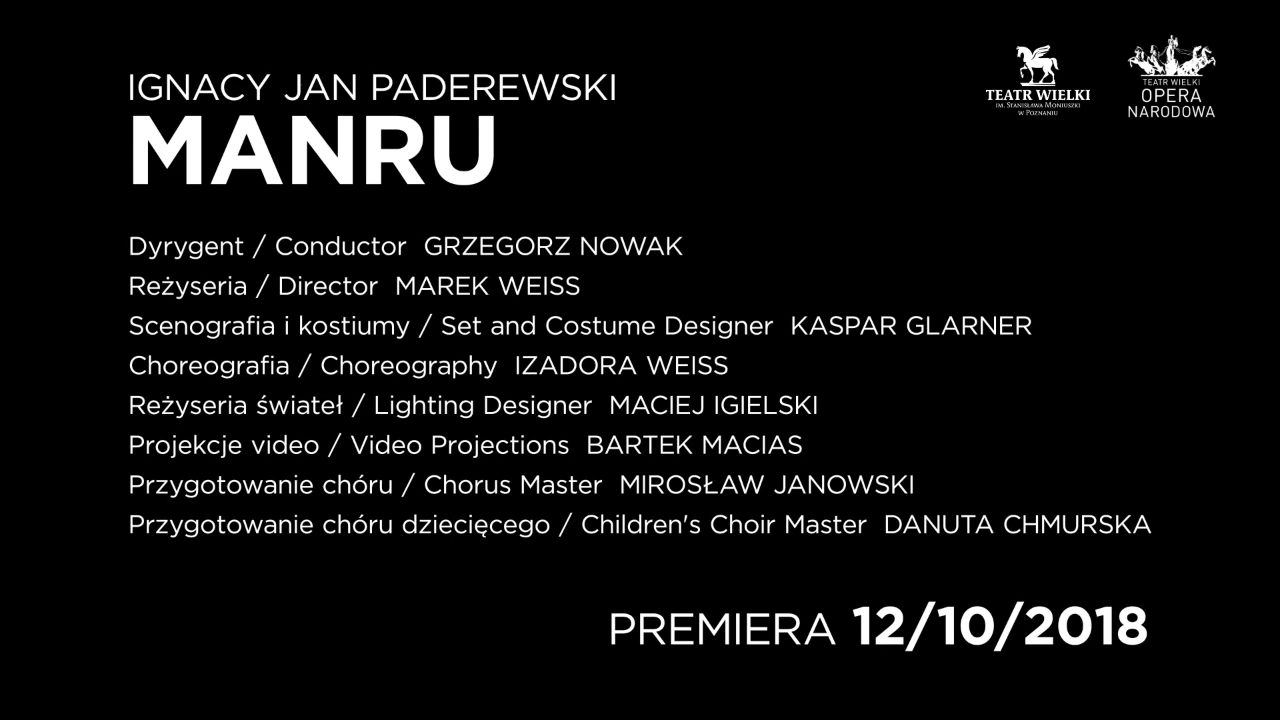 IGNACY JAN PADEREWSKI
MANRU
TEATR WIELKI
IM. STANISŁAWA MONIUSZKI
W POZNANIU
TEATR WIELKI
OPERA
NARODOWA
Dyrygent / Conductor GRZEGORZ NOWAK
Reżyseria / Director MAREK WEISS
Scenografia i kostiumy / Set and Costume Designer KASPAR GLARNER
Choreografia / Choreography IZADORA WEISS
Reżyseria świateł / Lighting Designer MACIEJ IGIELSKI
Projekcje video / Video Projections BARTEK MACIAS
Przygotowanie chóru / Chorus Master MIROSŁAW JANOWSKI
Przygotowanie chóru dziecięcego / Children's Choir Master DANUTA CHMURSKA
PREMIERA 12/10/2018